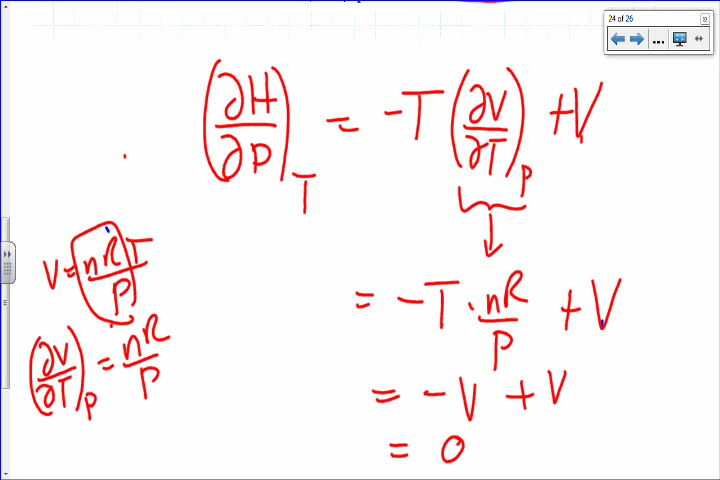 24 of 26
(∂H/∂P)_T = -T (∂V/∂T)_P + V
V = nRT/P
= -T · nR/P + V
(∂V/∂T)_P = nR/P
= -V + V
= 0